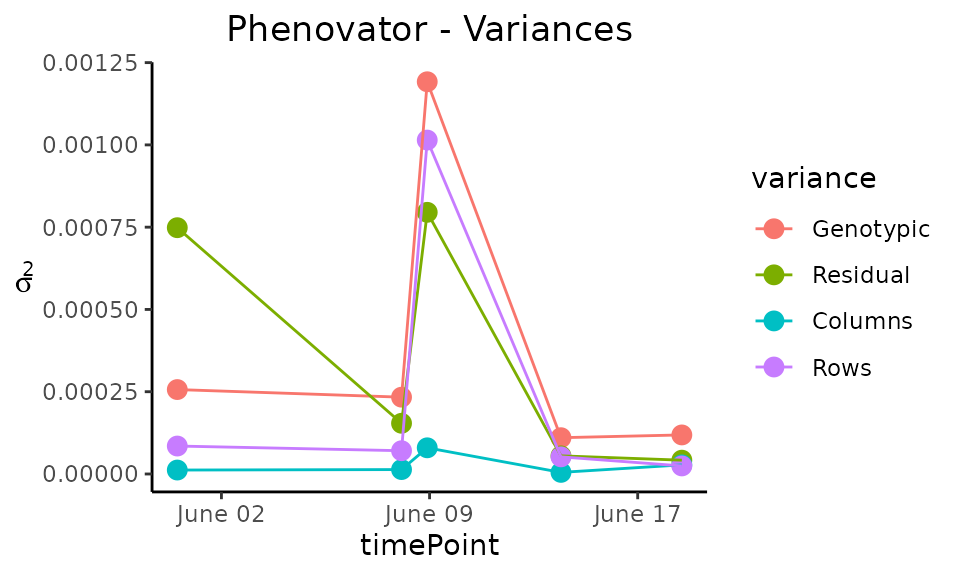 Phenovator - Variances
0.00125
0.00100
0.00075
0.00050
0.00025
0.00000
σ²
June 02
June 09
June 17
timePoint
variance
Genotypic
Residual
Columns
Rows